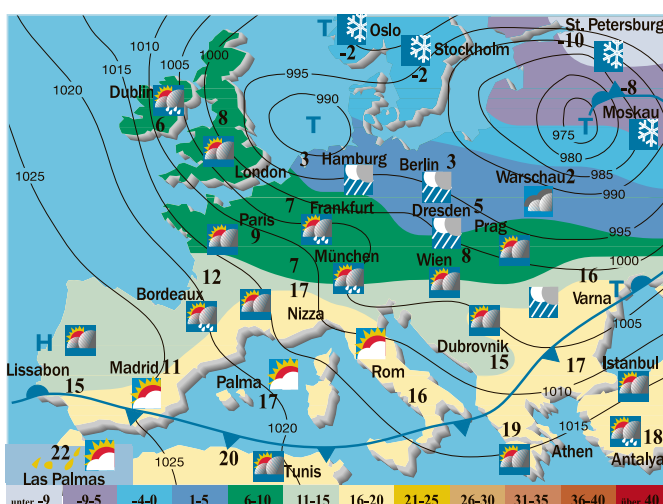 1010
1000
1015
1005
1020
T
-2
Oslo
Stockholm
-2
St. Petersburg
-10
995
990
T
Dublin
6
8
-8
Moskau
T
975
980
985
990
1025
London
3
Hamburg
Berlin
3
Warschau
2
7
Frankfurt
5
Dresden
Paris
9
Prag
995
7
München
8
Wien
1000
12
17
16
Bordeaux
Nizza
Varna
T
1005
H
Dubrovnik
15
Lissabon
15
Madrid
11
Palma
17
Rom
16
17
Istanbul
1010
1015
22
Las Palmas
1025
20
1020
Tunis
19
Athen
18
Antalya
unter -9
-9-5
-4-0
1-5
6-10
11-15
16-20
21-25
26-30
31-35
36-40
über 40